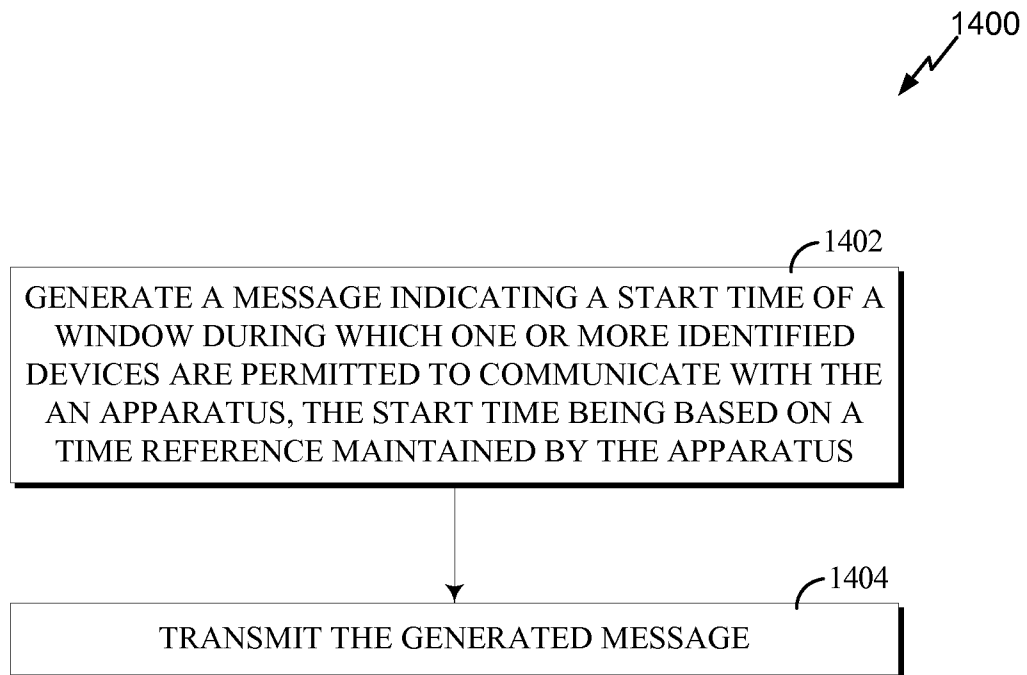 1400
1402
GENERATE A MESSAGE INDICATING A START TIME OF A
WINDOW DURING WHICH ONE OR MORE IDENTIFIED
DEVICES ARE PERMITTED TO COMMUNICATE WITH THE
AN APPARATUS, THE START TIME BEING BASED ON A
TIME REFERENCE MAINTAINED BY THE APPARATUS
1404
TRANSMIT THE GENERATED MESSAGE